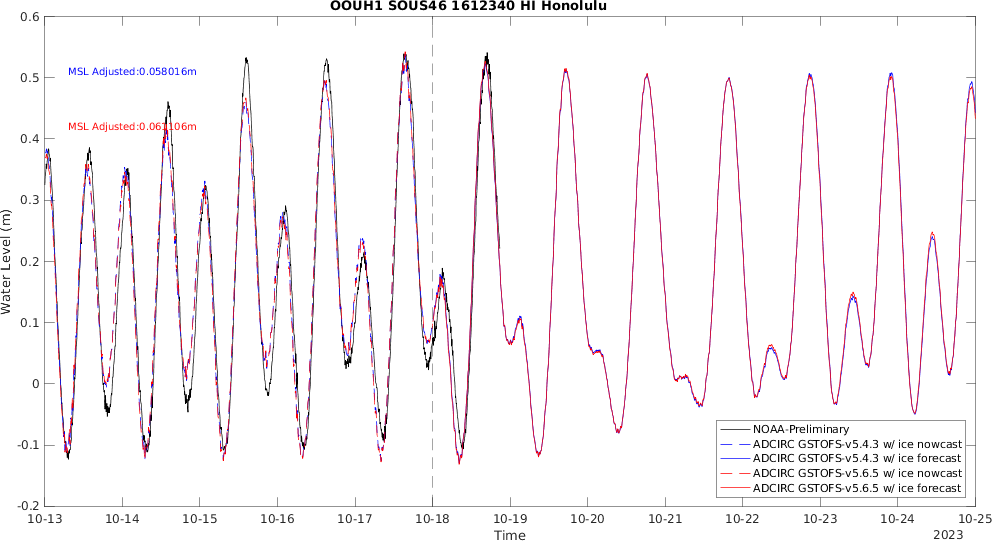 OOUH1 SOUS46 1612340 HI Honolulu
0.6
0.5
0.4
0.3
0.2
0.1
0
-0.1
-0.2
Water Level (m)
MSL Adjusted:0.058016m
MSL Adjusted:0.061106m
NOAA-Preliminary
ADCIRC GSTOFS-v5.4.3 w/ ice nowcast
ADCIRC GSTOFS-v5.4.3 w/ ice forecast
ADCIRC GSTOFS-v5.6.5 w/ ice nowcast
ADCIRC GSTOFS-v5.6.5 w/ ice forecast
10-13 10-14 10-15 10-16 10-17 10-18 10-19 10-20 10-21 10-22 10-23 10-24 10-25
Time
2023